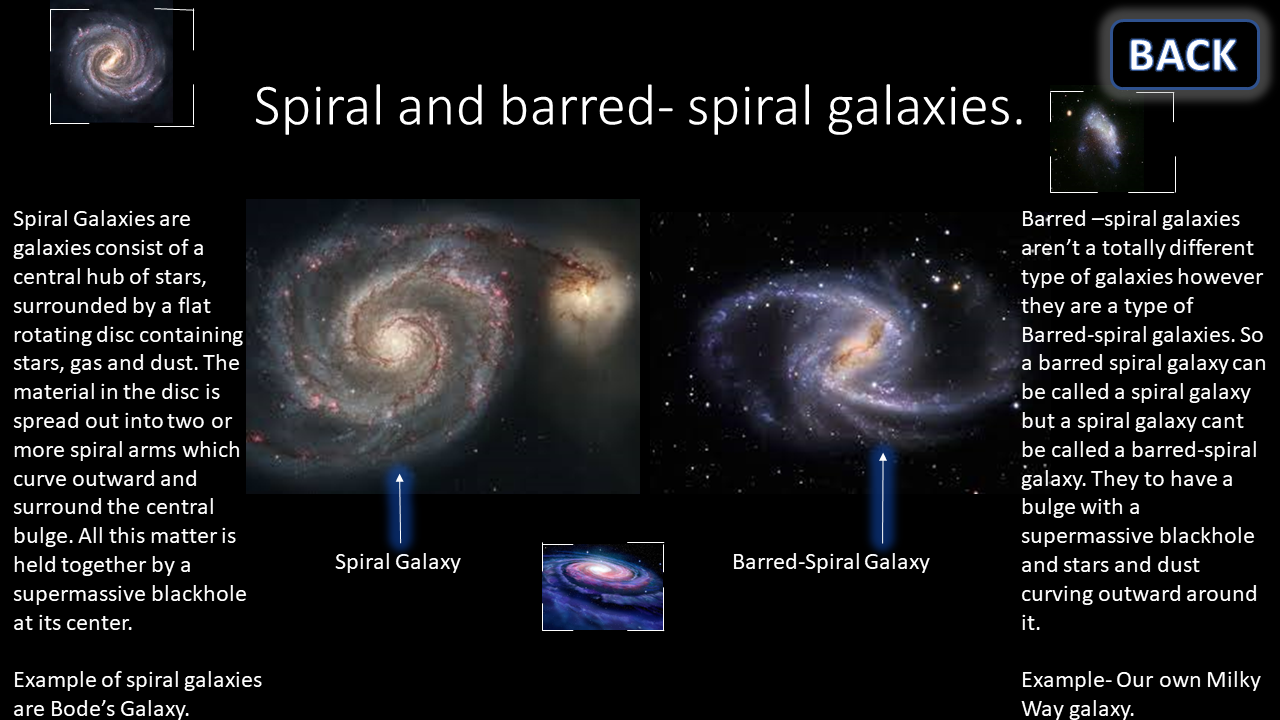 BACK
Spiral and barred- spiral galaxies.
Spiral Galaxies are
galaxies consist of a
central hub of stars,
surrounded by a flat
rotating disc containing
stars, gas and dust. The
material in the disc is
spread out into two or
more spiral arms which
curve outward and
surround the central
bulge. All this matter is
held together by a
supermassive blackhole
at its center.
Example of spiral galaxies
are Bode’s Galaxy.
Spiral Galaxy
Barred-Spiral Galaxy
Barred –spiral galaxies
aren’t a totally different
type of galaxies however
they are a type of
Barred-spiral galaxies. So
a barred spiral galaxy can
be called a spiral galaxy
but a spiral galaxy cant
be called a barred-spiral
galaxy. They to have a
bulge with a
supermassive blackhole
and stars and dust
curving outward around
it.
Example- Our own Milky
Way galaxy.